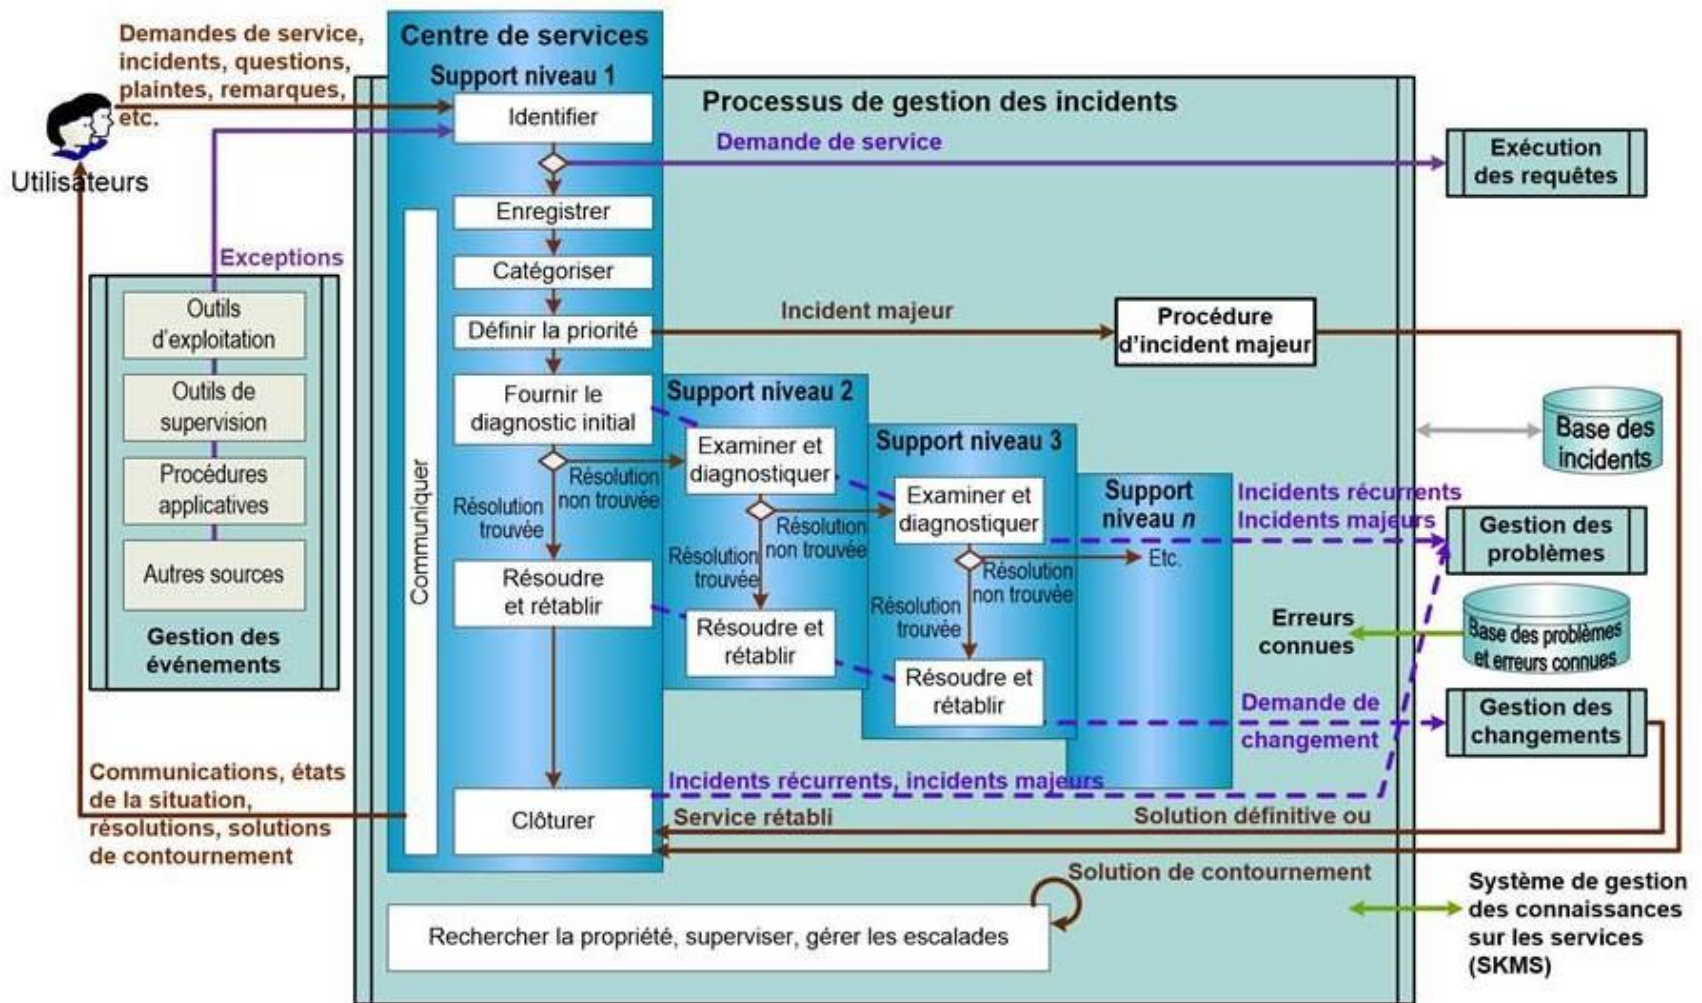 Centre de services
Support niveau 1
Demandes de service,
incidents, questions,
plaintes, remarques,
etc.
Utilisateurs
Identifier
Processus de gestion des incidents
Demande de service
Exécution
des requêtes
Enregistrer
Catégoriser
Définir la priorité
Incident majeur
Procédure
d'incident majeur
Exceptions
Outils
d'exploitation
Outils de
supervision
Procédures
applicatives
Autres sources
Gestion des
événements
Communiquer
Fournir le
diagnostic initial
Résolution
non trouvée
Résolution
trouvée
Résoudre
et rétablir
Support niveau 2
Examiner et
diagnostiquer
Résolution
non trouvée
Résolution
trouvée
Résoudre et
rétablir
Support niveau 3
Examiner et
diagnostiquer
Résolution
non trouvée
Résolution
trouvée
Résoudre et
rétablir
Support
niveau n
Etc.
Base des
incidents
Incidents récurrents
Incidents majeurs
Gestion des
problèmes
Erreurs
connues
Base des problèmes
et erreurs connues
Demande de
changement
Gestion des
changements
Communications, états
de la situation,
résolutions, solutions
de contournement
Clôturer
Incidents récurrents, incidents majeurs
Service rétabli
Solution définitive ou
Solution de contournement
Rechercher la propriété, superviser, gérer les escalades
Système de gestion
des connaissances
sur les services
(SKMS)